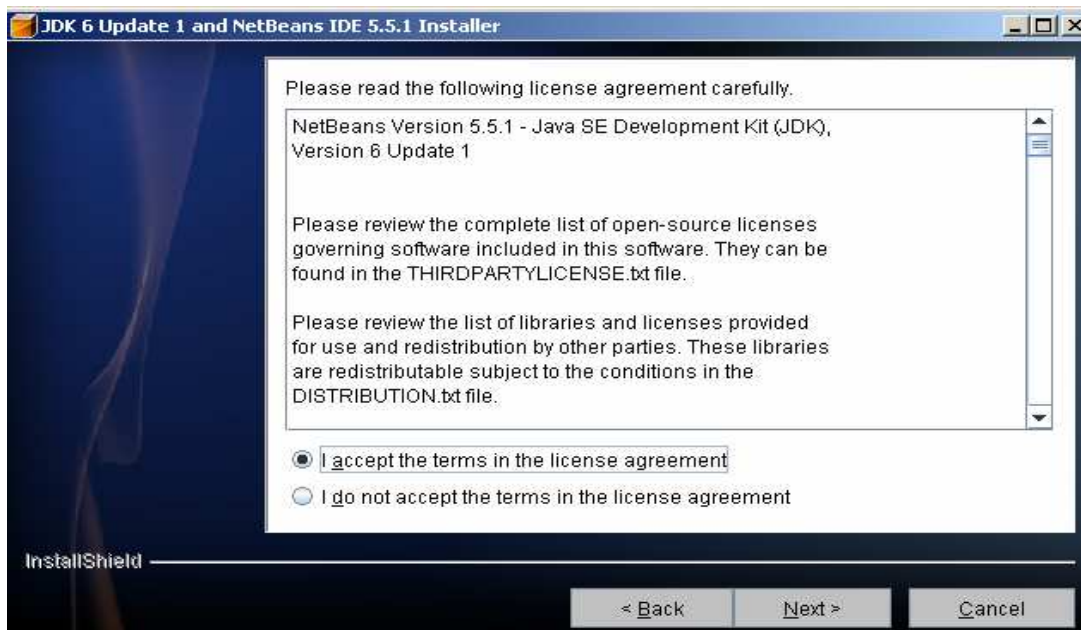 JDK 6 Update 1 and NetBeans IDE 5.5.1 Installer
Please read the following license agreement carefully.
NetBeans Version 5.5.1 - Java SE Development Kit (JDK),
Version 6 Update 1
Please review the complete list of open-source licenses
governing software included in this software. They can be
found in the THIRDPARTYLICENSE.txt file.
Please review the list of libraries and licenses provided
for use and redistribution by other parties. These libraries
are redistributable subject to the conditions in the
DISTRIBUTION.txt file.
I accept the terms in the license agreement
I do not accept the terms in the license agreement
InstallShield
< Back Next > Cancel